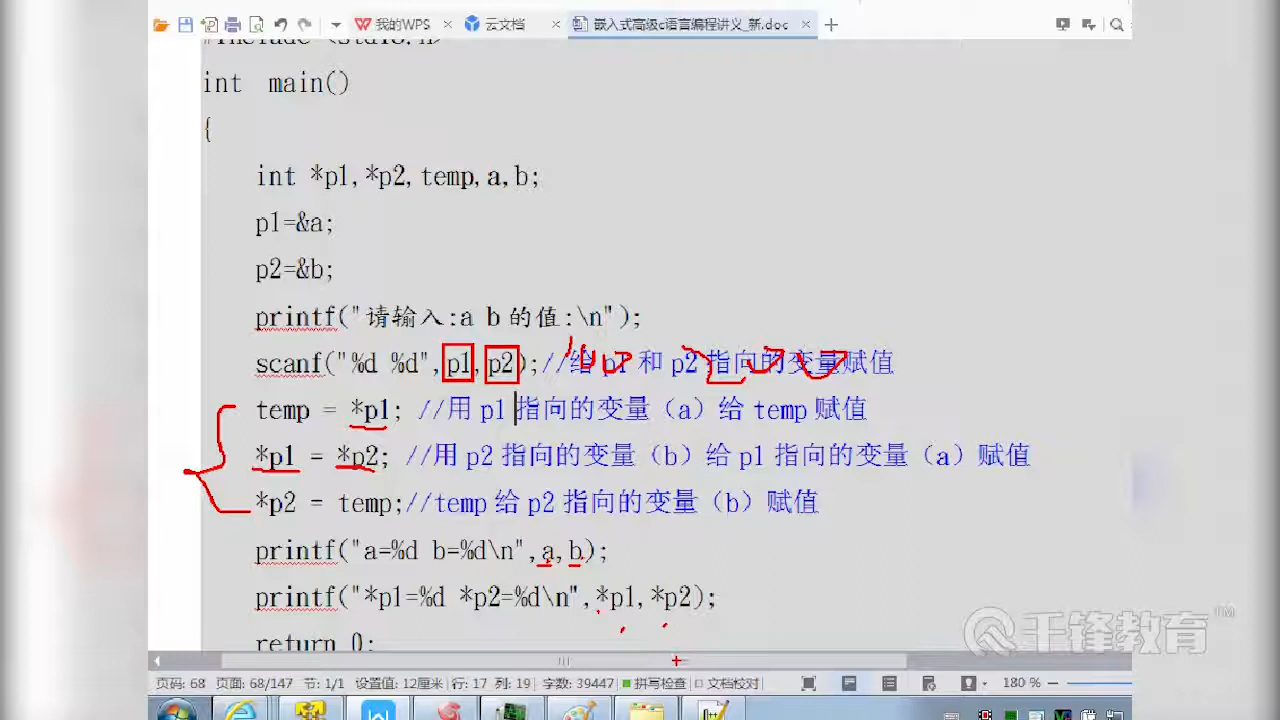 我的WPS × 云文档 × 嵌入式高级c语言编程讲义_新.doc × +
#include <stdio.h>
int main()
{
int *p1,*p2,temp,a,b;
p1=&a;
p2=&b;
printf("请输入:a b的值:\n");
scanf("%d %d",p1,p2);//给 p1 和 p2 指向的变量赋值
temp = *p1; //用 p1 指向的变量（a）给 temp 赋值
*p1 = *p2; //用 p2 指向的变量（b）给 p1 指向的变量（a）赋值
*p2 = temp;//temp 给 p2 指向的变量（b）赋值
printf("a=%d b=%d\n",a,b);
printf("*p1=%d *p2=%d\n",*p1,*p2);
return 0;
千锋教育TM
页码: 68 页面: 68/147 节: 1/1 设置值: 12厘米 行: 17 列: 19 字数: 39447 拼写检查 文档校对 180 %